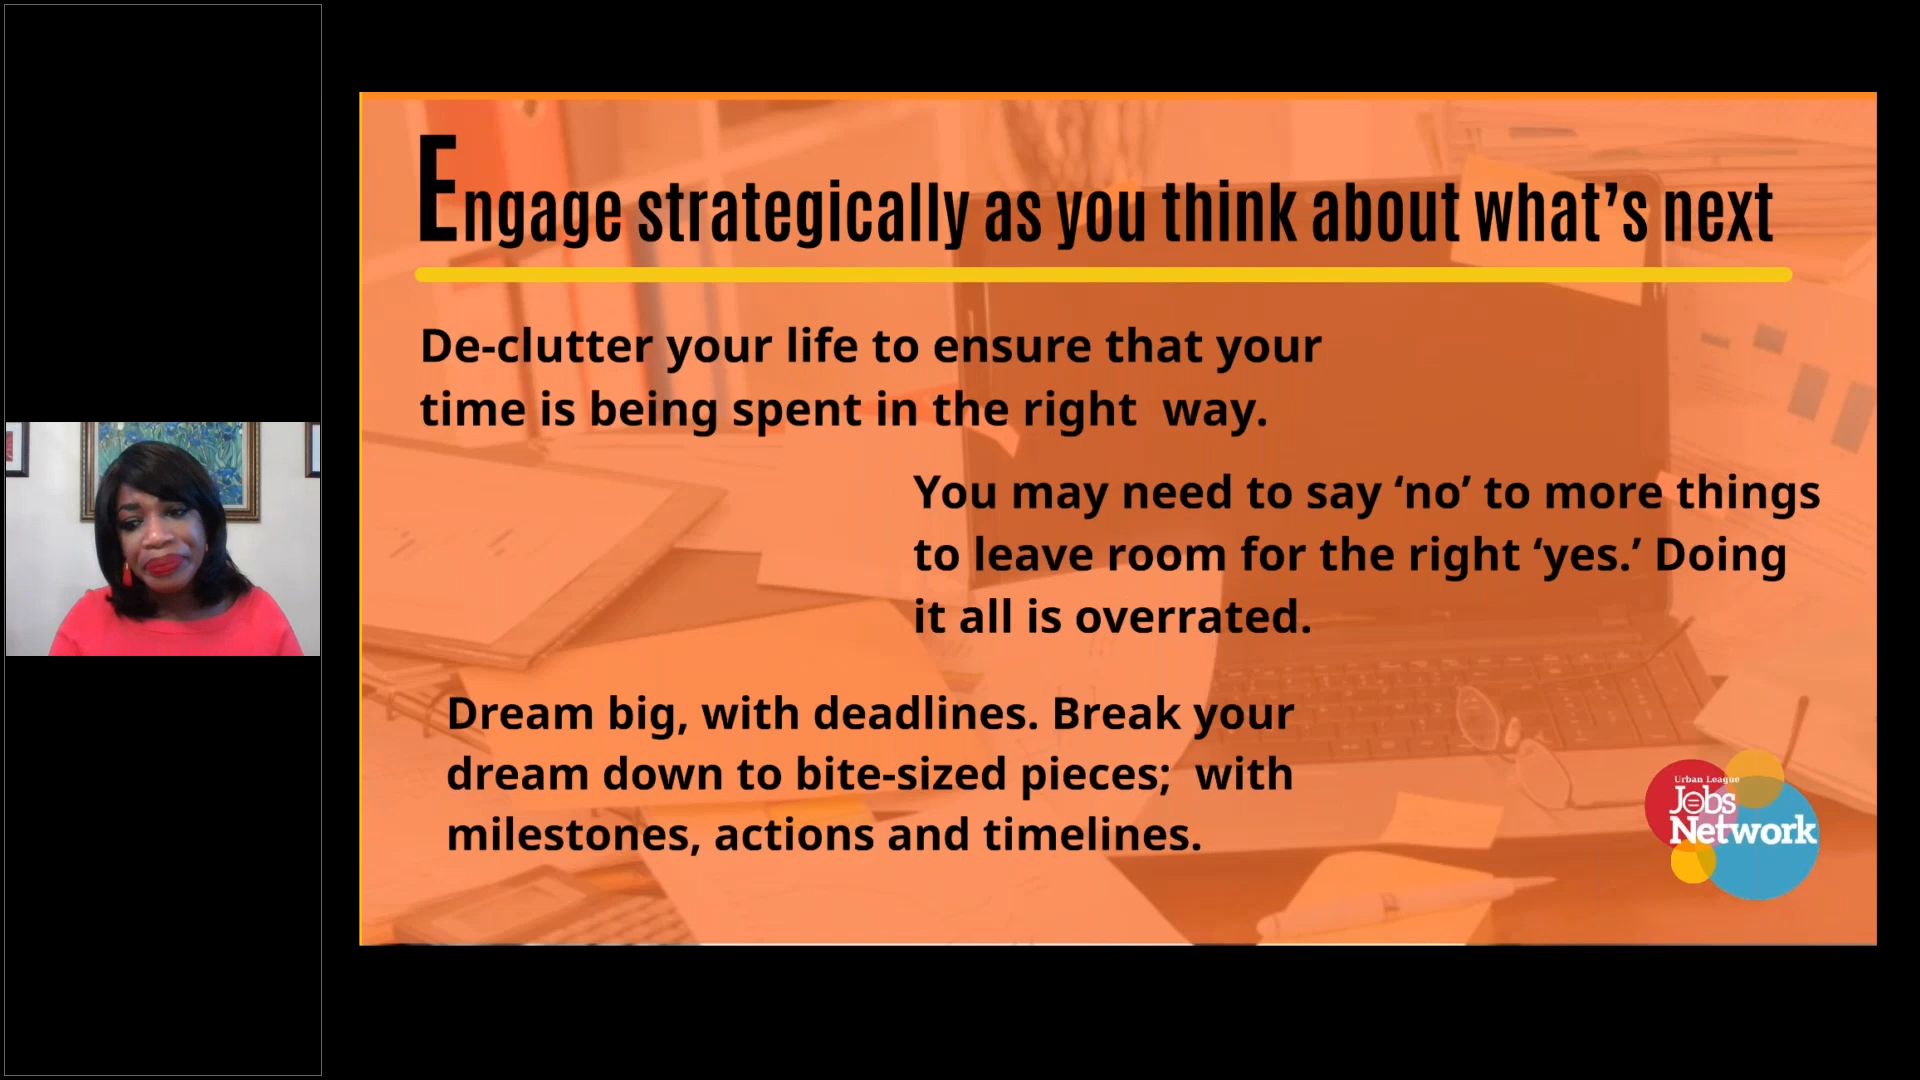 Engage strategically as you think about what’s next
De-clutter your life to ensure that your
time is being spent in the right  way.
You may need to say ‘no’ to more things
to leave room for the right ‘yes.’ Doing
it all is overrated.
Dream big, with deadlines. Break your
dream down to bite-sized pieces;  with
milestones, actions and timelines.
Urban League
Jobs
Network